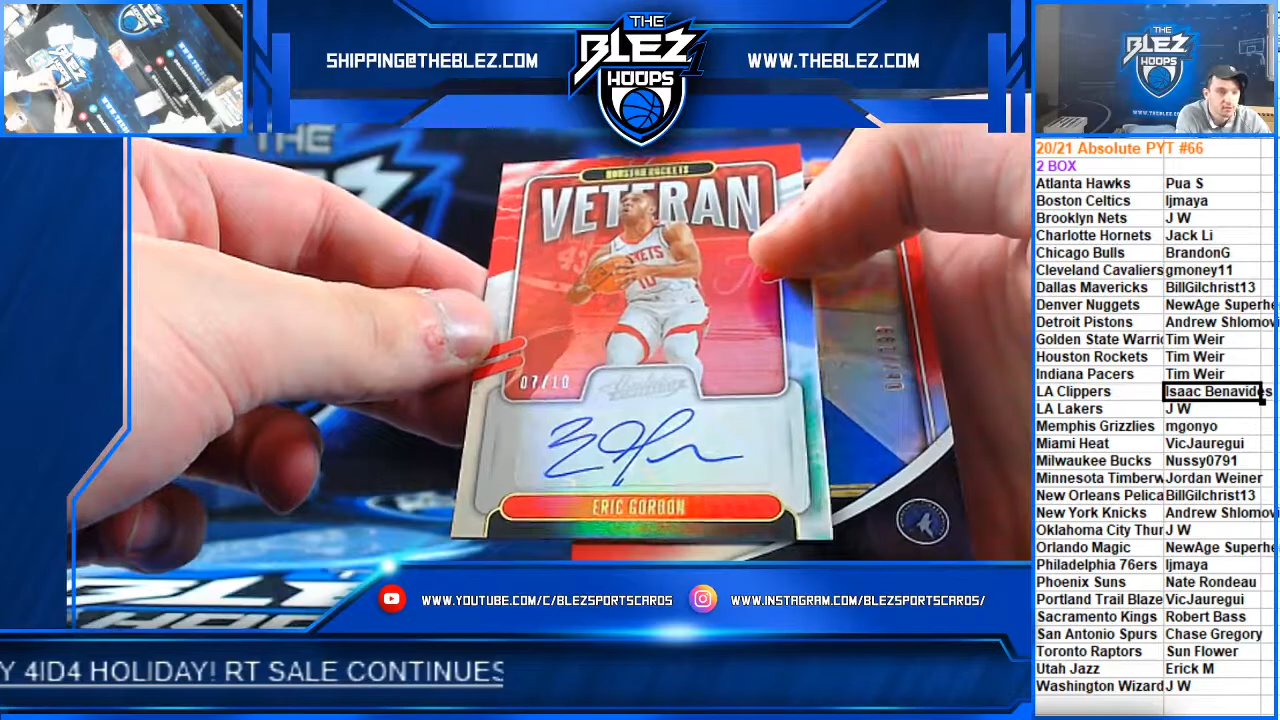 SHIPPING@THEBLEZ.COM
THE
BLEZ
HOOPS
WWW.THEBLEZ.COM
THE
BLEZ
20/21 Absolute PYT #66
2 BOX
Atlanta Hawks Pua S
Boston Celtics ljmaya
Brooklyn Nets J W
Charlotte Hornets Jack Li
Chicago Bulls BrandonG
Cleveland Cavaliers gmoney11
Dallas Mavericks BillGilchrist13
Denver Nuggets NewAge Superhe
Detroit Pistons Andrew Shlomov
Golden State Warric Tim Weir
Houston Rockets Tim Weir
Indiana Pacers Tim Weir
LA Clippers Isaac Benavides
LA Lakers J W
Memphis Grizzlies mgonyo
Miami Heat VicJauregui
Milwaukee Bucks Nussy0791
Minnesota Timberw Jordan Weiner
New Orleans Pelica BillGilchrist13
New York Knicks Andrew Shlomov
Oklahoma City Thur J W
Orlando Magic NewAge Superhe
Philadelphia 76ers ljmaya
Phoenix Suns Nate Rondeau
Portland Trail Blaze VicJauregui
Sacramento Kings Robert Bass
San Antonio Spurs Chase Gregory
Toronto Raptors Sun Flower
Utah Jazz Erick M
Washington Wizard J W
THE
HOUSTON ROCKETS
VETERAN
10
07/10
ERIC GORDON
WWW.YOUTUBE.COM/C/BLEZSPORTSCARDS
WWW.INSTAGRAM.COM/BLEZSPORTSCARDS/
Y 4ID4 HOLIDAY! RT SALE CONTINUES